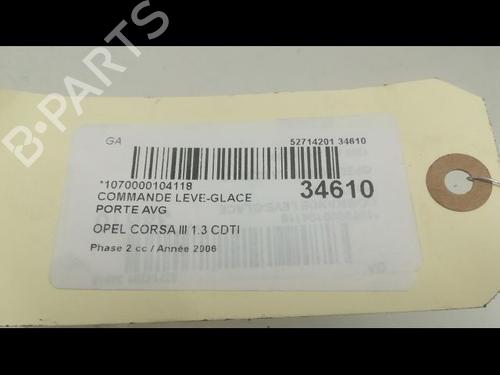 GA
52714201 34610
*1070000104118
34610
COMMANDE LEVE-GLACE
PORTE AVG
OPEL CORSA III 1.3 CDTI
Phase 2 cc / Année 2006
B-PARTS